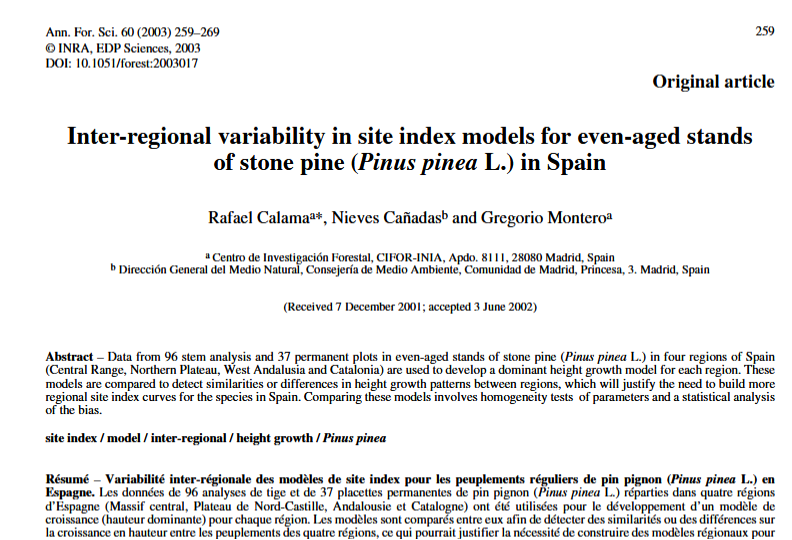 Ann. For. Sci. 60 (2003) 259–269
259
© INRA, EDP Sciences, 2003
DOI: 10.1051/forest:2003017
Original article
Inter-regional variability in site index models for even-aged stands
of stone pine (Pinus pinea L.) in Spain
Rafael Calamaa*, Nieves Cañadasb and Gregorio Monteroa
a Centro de Investigación Forestal, CIFOR-INIA, Apdo. 8111, 28080 Madrid, Spain
b Dirección General del Medio Natural, Consejería de Medio Ambiente, Comunidad de Madrid, Princesa, 3. Madrid, Spain
(Received 7 December 2001; accepted 3 June 2002)
Abstract – Data from 96 stem analysis and 37 permanent plots in even-aged stands of stone pine (Pinus pinea L.) in four regions of Spain
(Central Range, Northern Plateau, West Andalusia and Catalonia) are used to develop a dominant height growth model for each region. These
models are compared to detect similarities or differences in height growth patterns between regions, which will justify the need to build more
regional site index curves for the species in Spain. Comparing these models involves homogeneity tests of parameters and a statistical analysis
of the bias.
site index / model / inter-regional / height growth / Pinus pinea
Résumé – Variabilité inter-régionale des modèles de site index pour les peuplements réguliers de pin pignon (Pinus pinea L.) en
Espagne. Les données de 96 analyses de tige et de 37 placettes permanentes de pin pignon (Pinus pinea L.) réparties dans quatre régions
d'Espagne (Massif central, Plateau de Nord-Castille, Andalousie et Catalogne) ont été utilisées pour le développement d'un modèle de
croissance (hauteur dominante) pour chaque région. Les modèles sont comparés entre eux afin de détecter des similarités ou des différences sur
la croissance en hauteur entre les peuplements des quatre régions, ce qui pourrait justifier la nécessité de construire des modèles régionaux pour